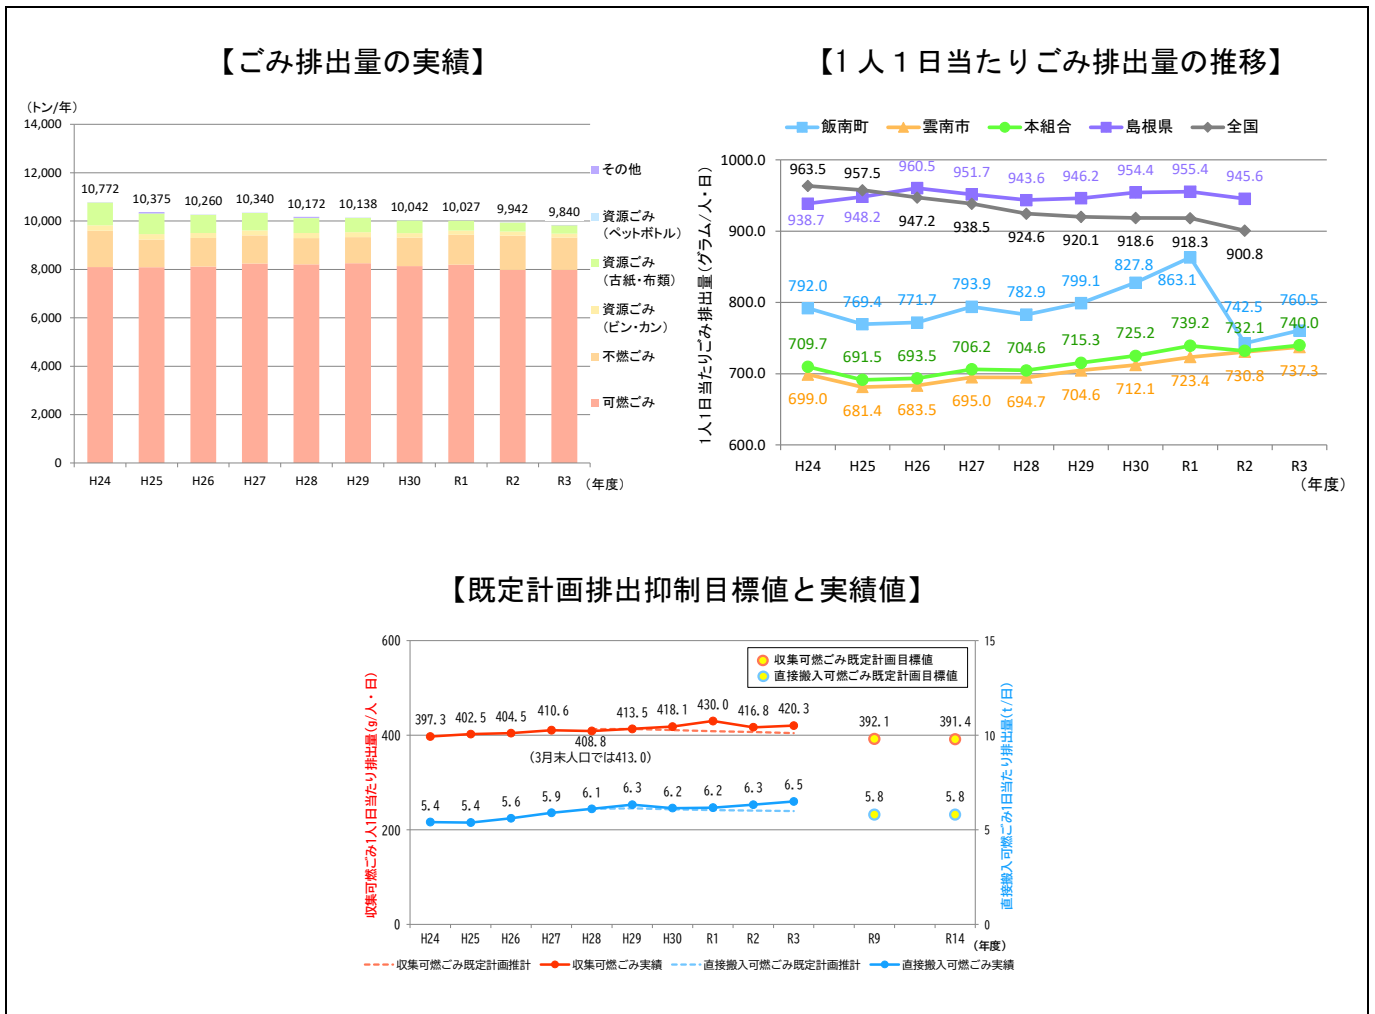 【ごみ排出量の実績】
（トン/年）
14,000
12,000
10,000
8,000
6,000
4,000
2,000
0
10,772
10,375
10,260
10,340
10,172
10,138
10,042
10,027
9,942
9,840
H24
H25
H26
H27
H28
H29
H30
R1
R2
R3
（年度）
その他
資源ごみ
（ペットボトル）
資源ごみ
（古紙・布類）
資源ごみ
（ビン・カン）
不燃ごみ
可燃ごみ
【1人１日当たりごみ排出量の推移】
飯南町 雲南市 本組合 島根県 全国
1人1日当たりごみ排出量（グラム/人・日）
1000.0
900.0
800.0
700.0
600.0
963.5
957.5
947.2
938.5
924.6
920.1
918.6
918.3
900.8
938.7
948.2
960.5
951.7
943.6
946.2
954.4
955.4
945.6
792.0
769.4
771.7
793.9
782.9
799.1
827.8
863.1
742.5
760.5
709.7
691.5
693.5
706.2
704.6
715.3
725.2
739.2
732.1
740.0
699.0
681.4
683.5
695.0
694.7
704.6
712.1
723.4
730.8
737.3
H24
H25
H26
H27
H28
H29
H30
R1
R2
R3
（年度）
【既定計画排出抑制目標値と実績値】
収集可燃ごみ1人1日当たり排出量（g/人・日）
600
400
200
0
直接搬入可燃ごみ1日当たり排出量（t/日）
15
10
5
0
収集可燃ごみ既定計画目標値
直接搬入可燃ごみ既定計画目標値
397.3
402.5
404.5
410.6
408.8
（3月末人口では413.0）
413.5
418.1
430.0
416.8
420.3
392.1
391.4
5.4
5.4
5.6
5.9
6.1
6.3
6.2
6.2
6.3
6.5
5.8
5.8
H24
H25
H26
H27
H28
H29
H30
R1
R2
R3
R9
R14
（年度）
収集可燃ごみ既定計画推計 収集可燃ごみ実績 直接搬入可燃ごみ既定計画推計 直接搬入可燃ごみ実績